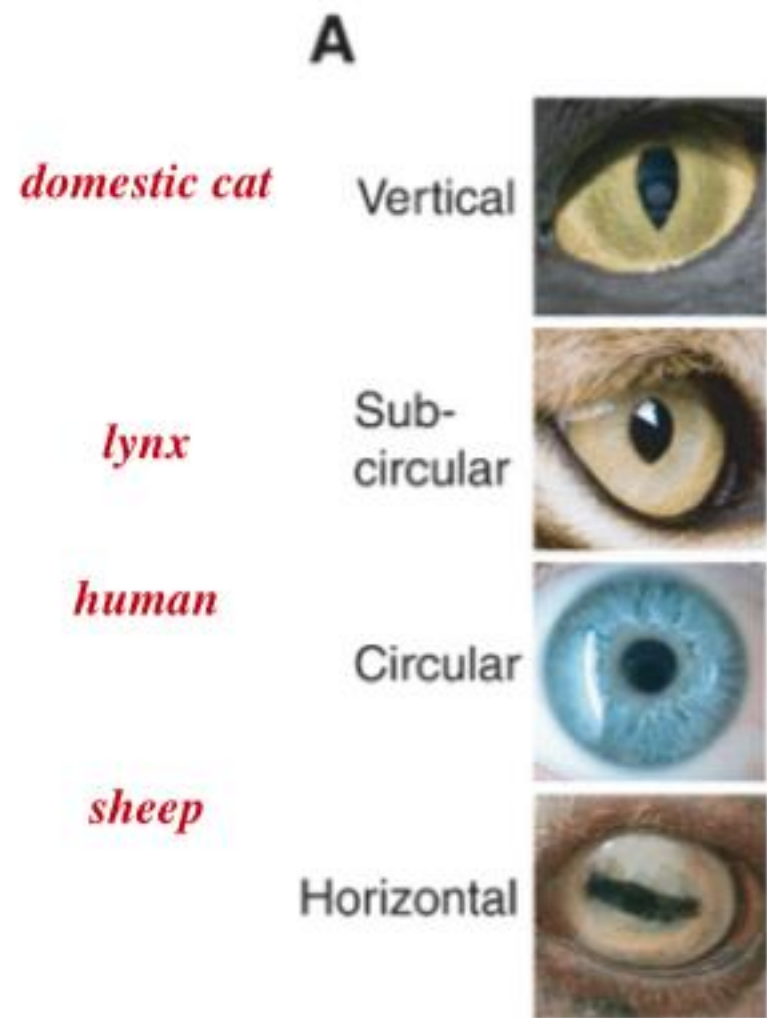 A
domestic cat
Vertical
Sub-
circular
lynx
human
Circular
sheep
Horizontal